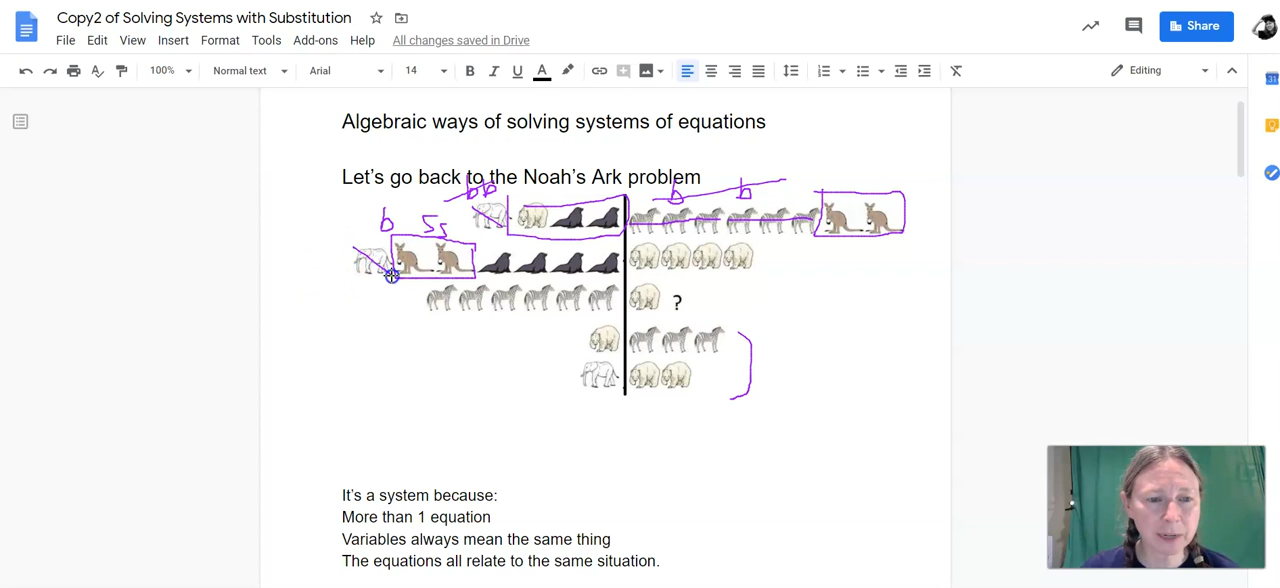 Copy2 of Solving Systems with Substitution
Share
File Edit View Insert Format Tools Add-ons Help All changes saved in Drive
100% Normal text Arial 14 B I U A Editing
31
Algebraic ways of solving systems of equations
Let's go back to the Noah's Ark problem
bb b b
b ss
?
It's a system because:
More than 1 equation
Variables always mean the same thing
The equations all relate to the same situation.